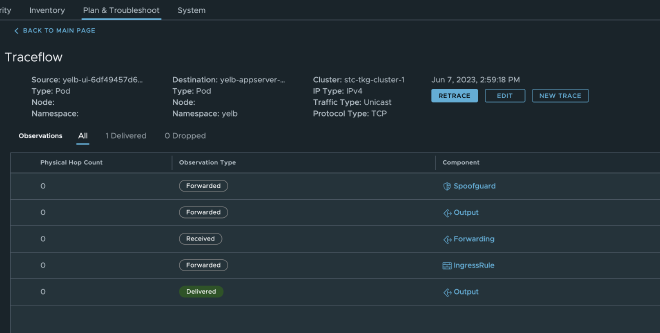 rity Inventory Plan & Troubleshoot System
BACK TO MAIN PAGE
Traceflow
Source: yelb-ui-6df49457d6... Destination: yelb-appserver-... Cluster: stc-tkg-cluster-1 Jun 7, 2023, 2:59:18 PM
Type: Pod Type: Pod IP Type: IPv4 RETRACE EDIT NEW TRACE
Node: Node: Traffic Type: Unicast
Namespace: Namespace: yelb Protocol Type: TCP
Observations All 1 Delivered 0 Dropped
Physical Hop Count Observation Type Component
0 Forwarded Spoofguard
0 Forwarded Output
0 Received Forwarding
0 Forwarded IngressRule
0 Delivered Output